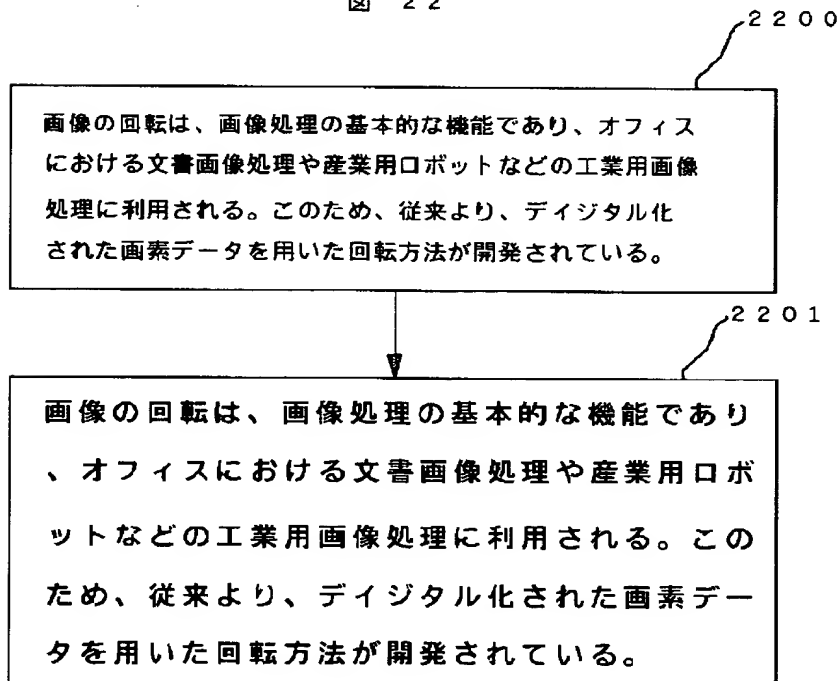 図 22
2200
画像の回転は、画像処理の基本的な機能であり、オフィス
における文書画像処理や産業用ロボットなどの工業用画像
処理に利用される。このため、従来より、デイジタル化
された画素データを用いた回転方法が開発されている。
2201
画像の回転は、画像処理の基本的な機能であり
、オフィスにおける文書画像処理や産業用ロボ
ットなどの工業用画像処理に利用される。この
ため、従来より、デイジタル化された画素デー
タを用いた回転方法が開発されている。